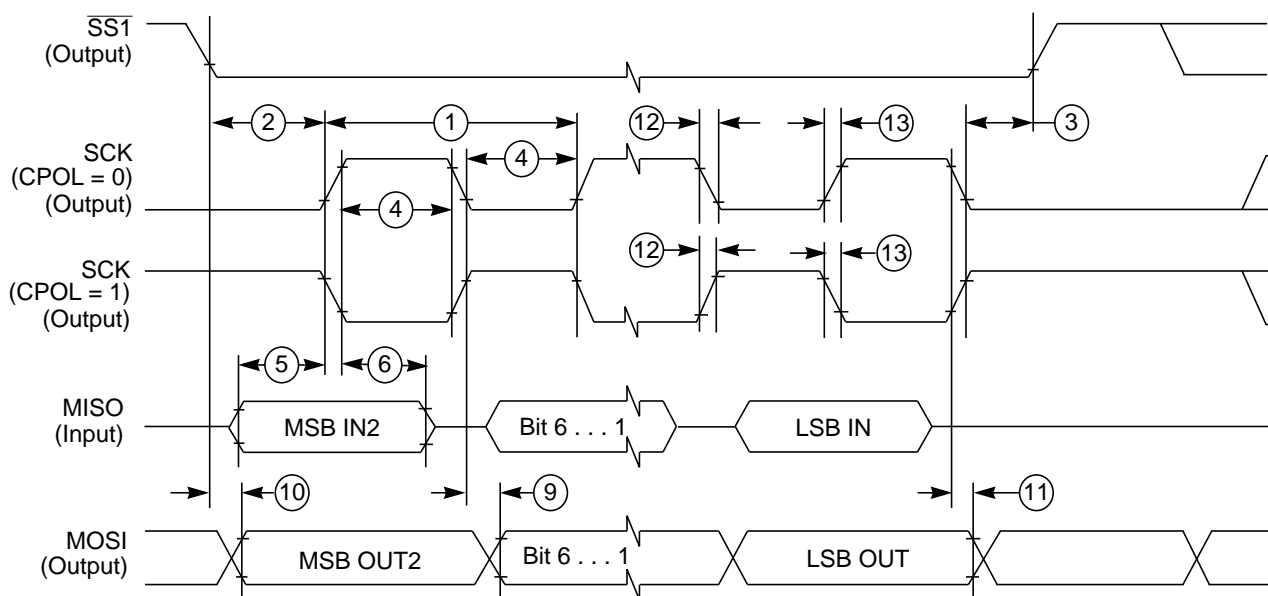 SS1
(Output)
2
1
12
13
3
SCK
(CPOL = 0)
(Output)
4
4
SCK
(CPOL = 1)
(Output)
12
13
5
6
MISO
(Input)
MSB IN2
Bit 6 . . . 1
LSB IN
10
9
11
MOSI
(Output)
MSB OUT2
Bit 6 . . . 1
LSB OUT